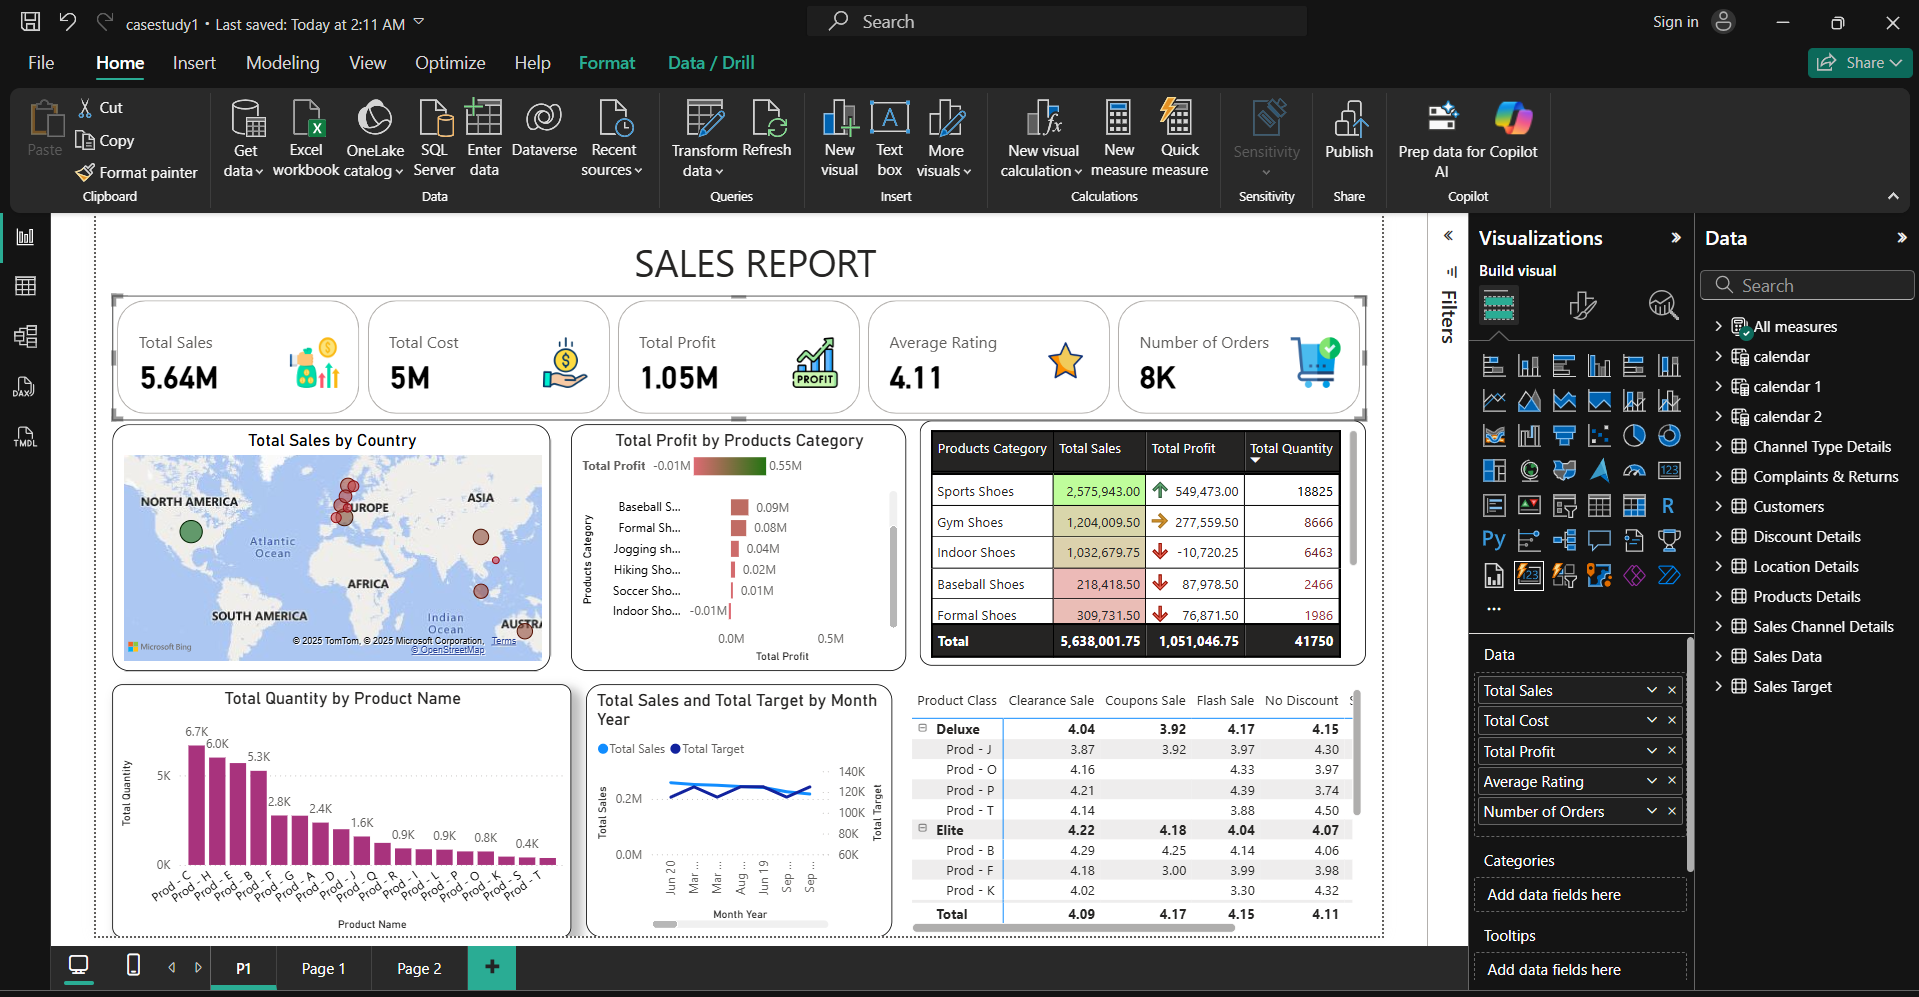 casestudy1 • Last saved: Today at 2:11 AM
Search
Sign in
File
Home
Insert
Modeling
View
Optimize
Help
Format
Data / Drill
Share
Paste
Cut
Copy
Format painter
Clipboard
Get data
Excel workbook
OneLake catalog
SQL Server
Enter data
Dataverse
Recent sources
Data
Transform data
Refresh
Queries
New visual
Text box
More visuals
Insert
New visual calculation
New measure
Quick measure
Calculations
Sensitivity
Sensitivity
Publish
Share
Prep data for AI
Copilot
Copilot
SALES REPORT
Total Sales
5.64M
Total Cost
5M
Total Profit
1.05M
PROFIT
Average Rating
4.11
Number of Orders
8K
Total Sales by Country
NORTH AMERICA
EUROPE
ASIA
Atlantic Ocean
AFRICA
SOUTH AMERICA
Indian Ocean
AUSTRA
Microsoft Bing
© 2025 TomTom, © 2025 Microsoft Corporation, Terms
© OpenStreetMap
Total Profit by Products Category
Total Profit -0.01M 0.55M
Products Category
Baseball S... 0.09M
Formal Sh... 0.08M
Jogging sh... 0.04M
Hiking Sho... 0.02M
Soccer Sho... 0.01M
Indoor Sho... -0.01M
0.0M 0.5M
Total Profit
Products Category Total Sales Total Profit Total Quantity
Sports Shoes 2,575,943.00 549,473.00 18825
Gym Shoes 1,204,009.50 277,559.50 8666
Indoor Shoes 1,032,679.75 -10,720.25 6463
Baseball Shoes 218,418.50 87,978.50 2466
Formal Shoes 309,731.50 76,871.50 1986
Total 5,638,001.75 1,051,046.75 41750
Total Quantity by Product Name
Total Quantity
5K
0K
6.7K
6.0K
5.3K
2.8K
2.4K
1.6K
0.9K
0.9K
0.8K
0.4K
Prod - C
Prod - H
Prod - E
Prod - B
Prod - F
Prod - G
Prod - A
Prod - D
Prod - J
Prod - Q
Prod - R
Prod - I
Prod - L
Prod - P
Prod - O
Prod - K
Prod - S
Prod - T
Product Name
Total Sales and Total Target by Month Year
Total Sales Total Target
Total Sales
0.2M
0.0M
140K
120K
100K
80K
60K
Total Target
Jun 20
Mar ...
Mar ...
Aug ...
Jun 19
Sep ...
Sep ...
Month Year
Product Class Clearance Sale Coupons Sale Flash Sale No Discount S
Deluxe 4.04 3.92 4.17 4.15
Prod - J 3.87 3.92 3.97 4.30
Prod - O 4.16 4.33 3.97
Prod - P 4.21 4.39 3.74
Prod - T 4.14 3.88 4.50
Elite 4.22 4.18 4.04 4.07
Prod - B 4.29 4.25 4.14 4.06
Prod - F 4.18 3.00 3.99 3.98
Prod - K 4.02 3.30 4.32
Total 4.09 4.17 4.15 4.11
Filters
Visualizations
Build visual
Data
Total Sales
Total Cost
Total Profit
Average Rating
Number of Orders
Categories
Add data fields here
Tooltips
Add data fields here
Data
Search
All measures
calendar
calendar 1
calendar 2
Channel Type Details
Complaints & Returns
Customers
Discount Details
Location Details
Products Details
Sales Channel Details
Sales Data
Sales Target
DAX
TMDL
R
Py
123
123
P1
Page 1
Page 2